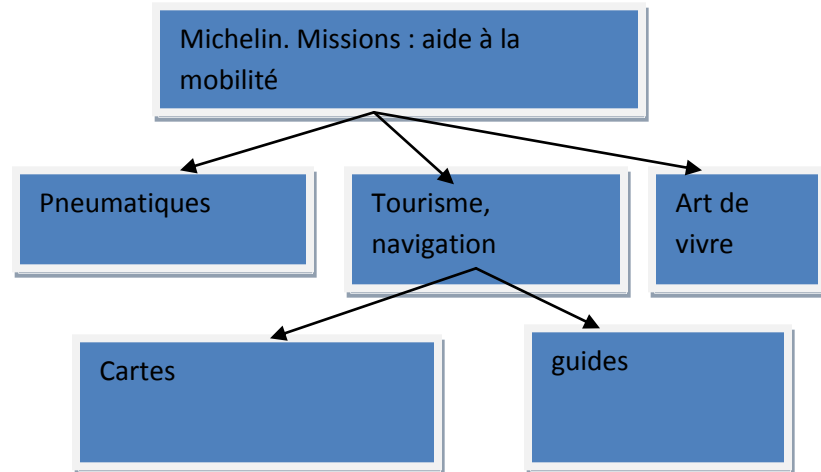 Michelin. Missions : aide à la
mobilité
Pneumatiques
Tourisme,
navigation
Art de
vivre
Cartes
guides